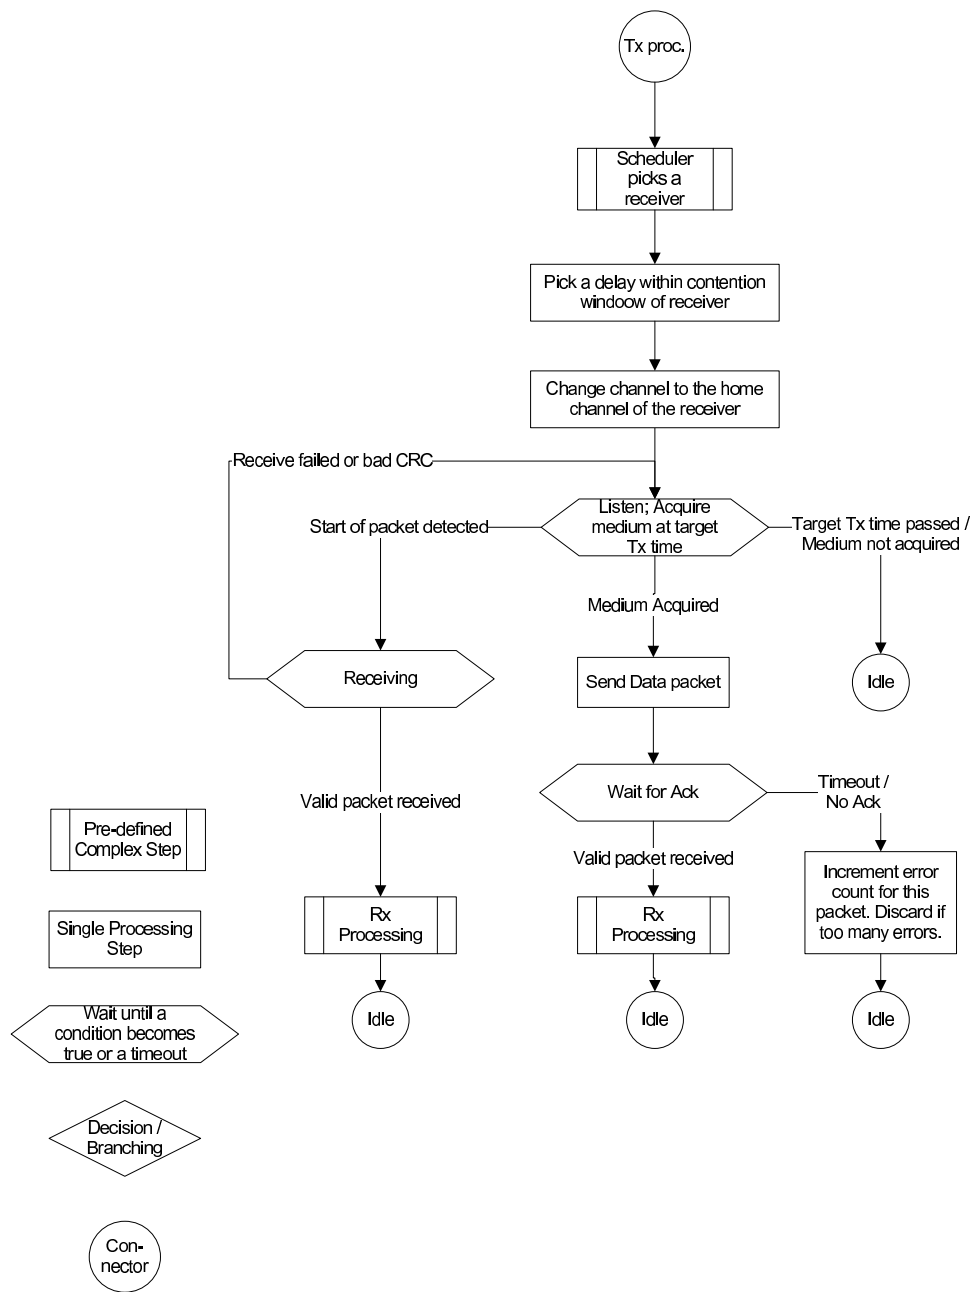 Tx proc.
Scheduler
picks a
receiver
Pick a delay within contention
windoow of receiver
Change channel to the home
channel of the receiver
Receive failed or bad CRC
Listen; Acquire
medium at target
Tx time
Start of packet detected
Target Tx time passed /
Medium not acquired
Medium Acquired
Receiving
Send Data packet
Idle
Wait for Ack
Timeout /
No Ack
Valid packet received
Valid packet received
Pre-defined
Complex Step
Increment error
count for this
packet. Discard if
too many errors.
Rx
Processing
Rx
Processing
Single Processing
Step
Idle
Idle
Idle
Wait until a
condition becomes
true or a timeout
Decision /
Branching
Con-
nector